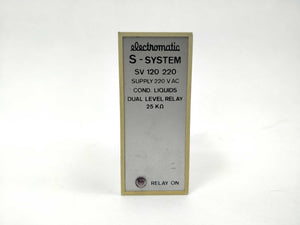 electromatic
S-SYSTEM
SV 120 220
SUPPLY 220 V AC
COND. LIQUIDS
DUAL LEVEL RELAY
25 KΩ
RELAY ON